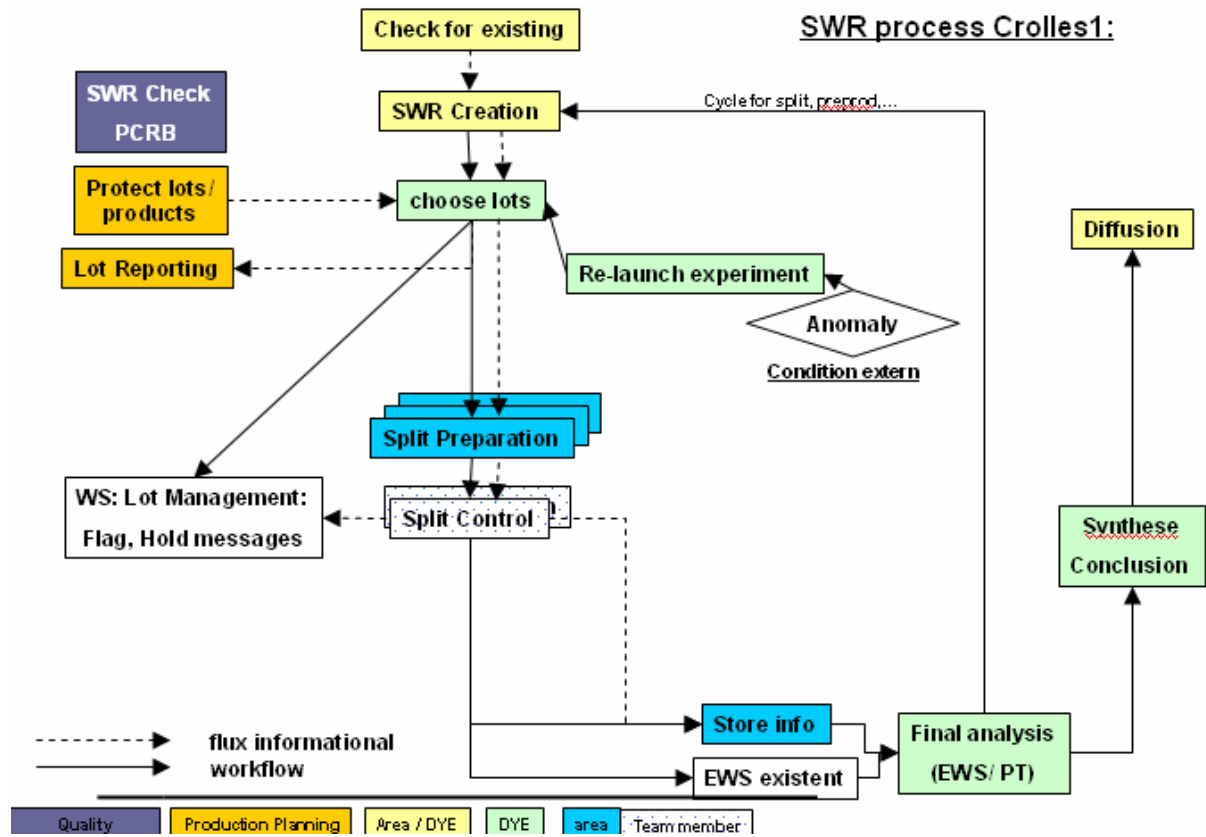 SWR process Crolles1:
Check for existing
SWR Check
PCRB
SWR Creation
Cycle for split, preprod,...
Protect lots/
products
choose lots
Lot Reporting
Re-launch experiment
Diffusion
Anomaly
Condition extern
Split Preparation
WS: Lot Management:
Flag, Hold messages
Split Control
Synthese
Conclusion
Store info
Final analysis
(EWS/ PT)
EWS existent
flux informational
workflow
Quality
Production Planning
Area / DYE
DYE
area
Team member